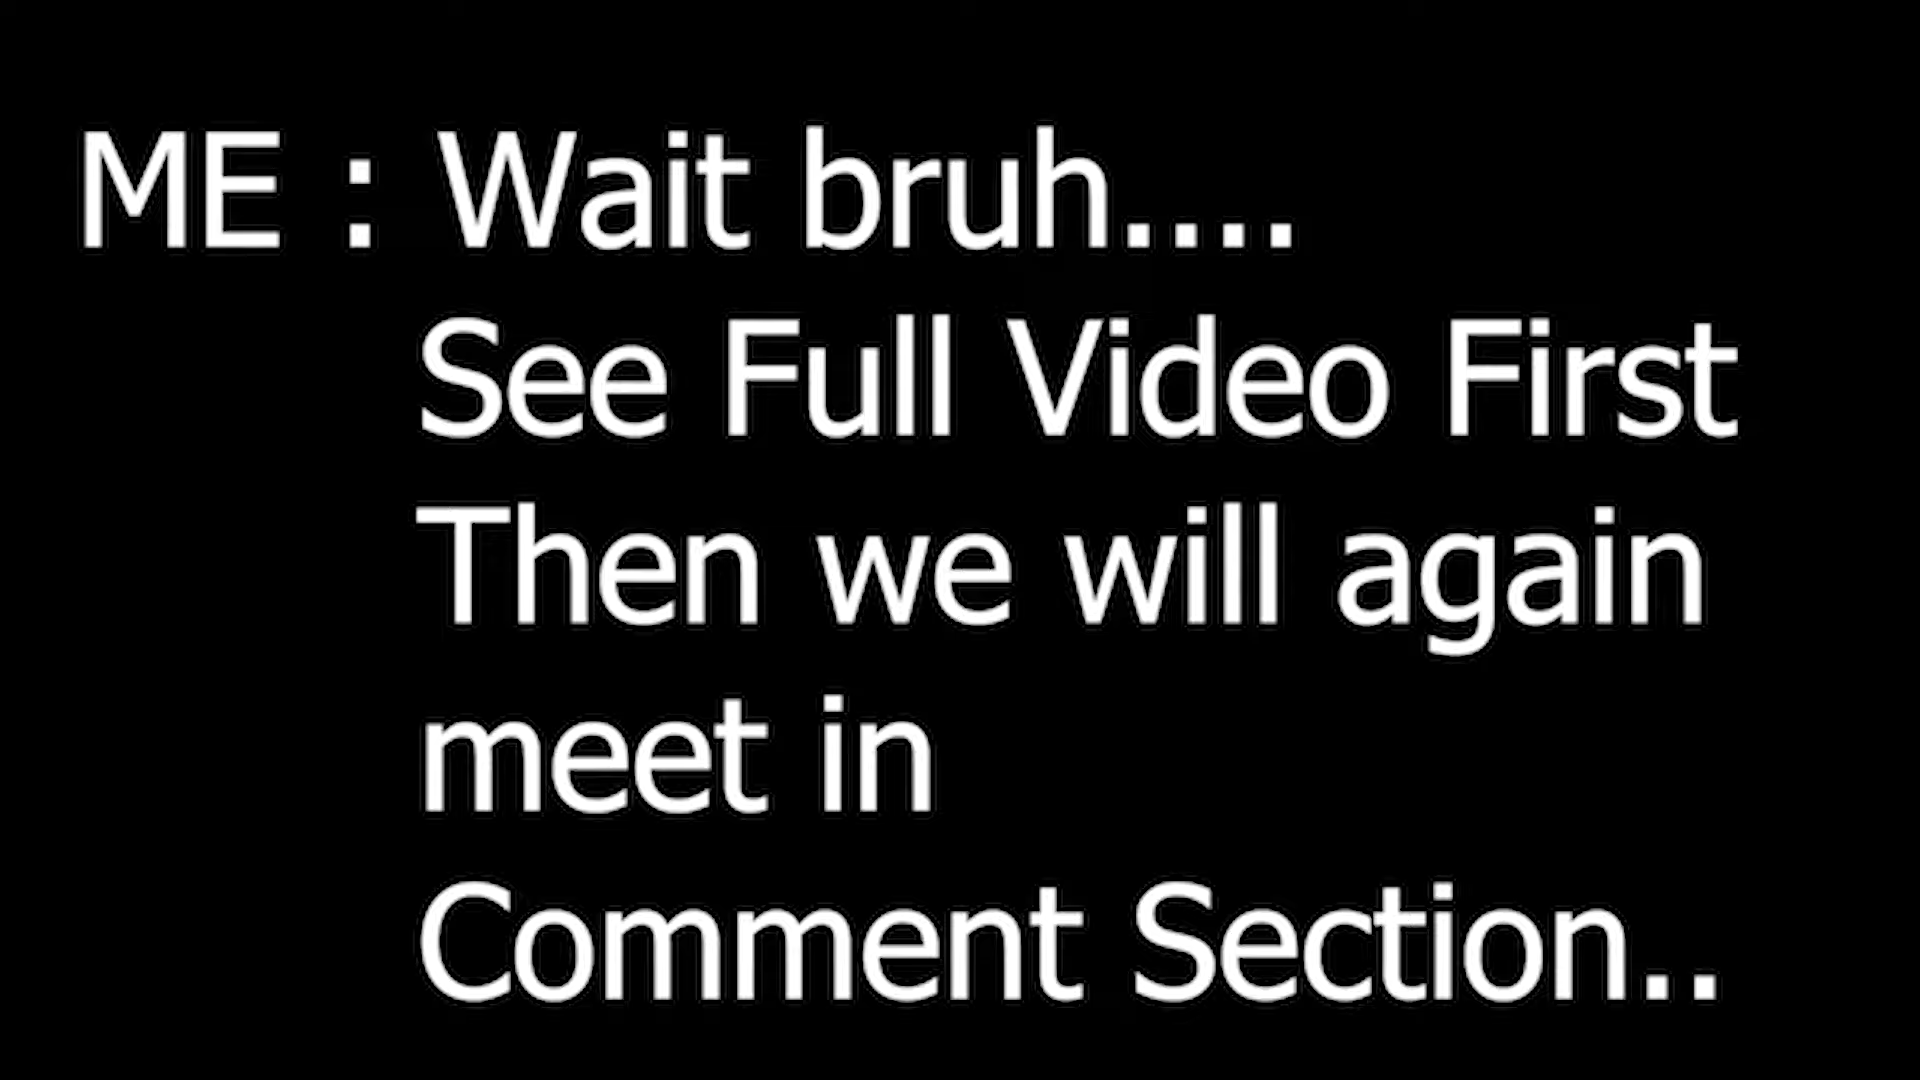 ME : Wait bruh....
See Full Video First
Then we will again
meet in
Comment Section..